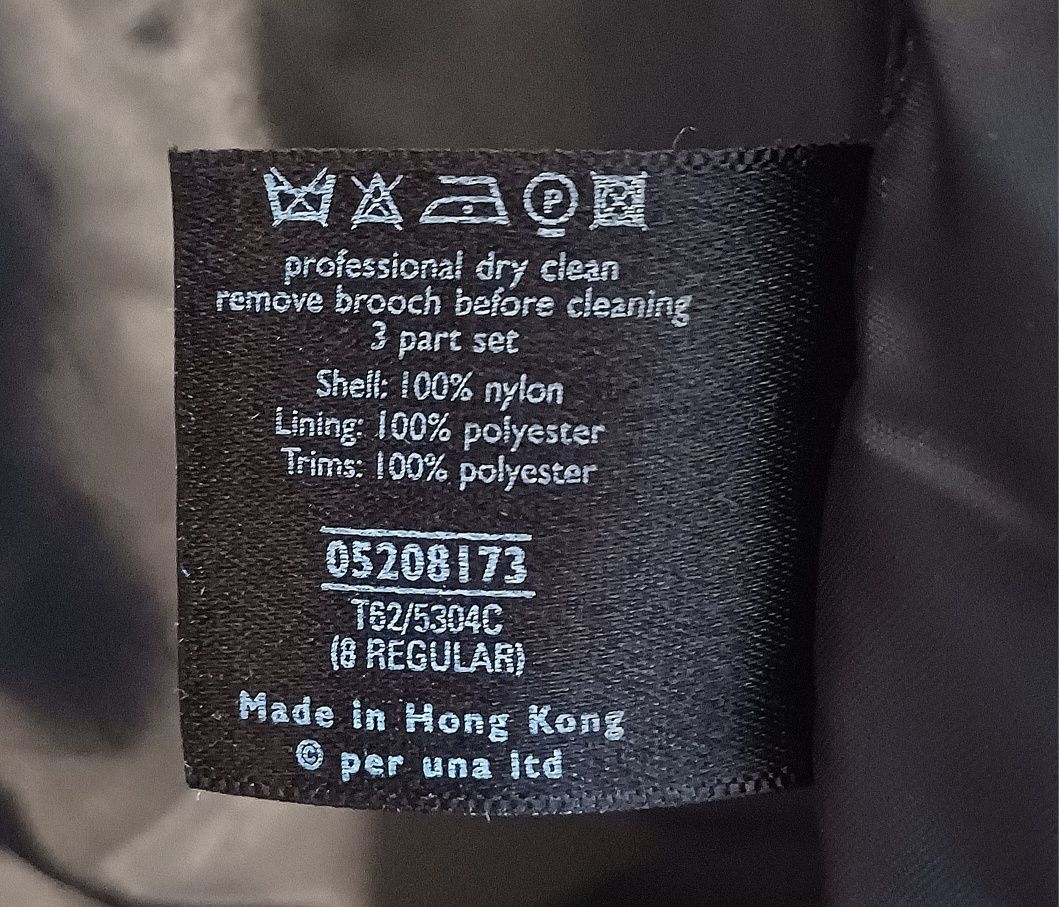 P
professional dry clean
remove brooch before cleaning
3 part set
Shell: 100% nylon
Lining: 100% polyester
Trims: 100% polyester
05208173
T62/5304C
(8 REGULAR)
Made in Hong Kong
© per una ltd